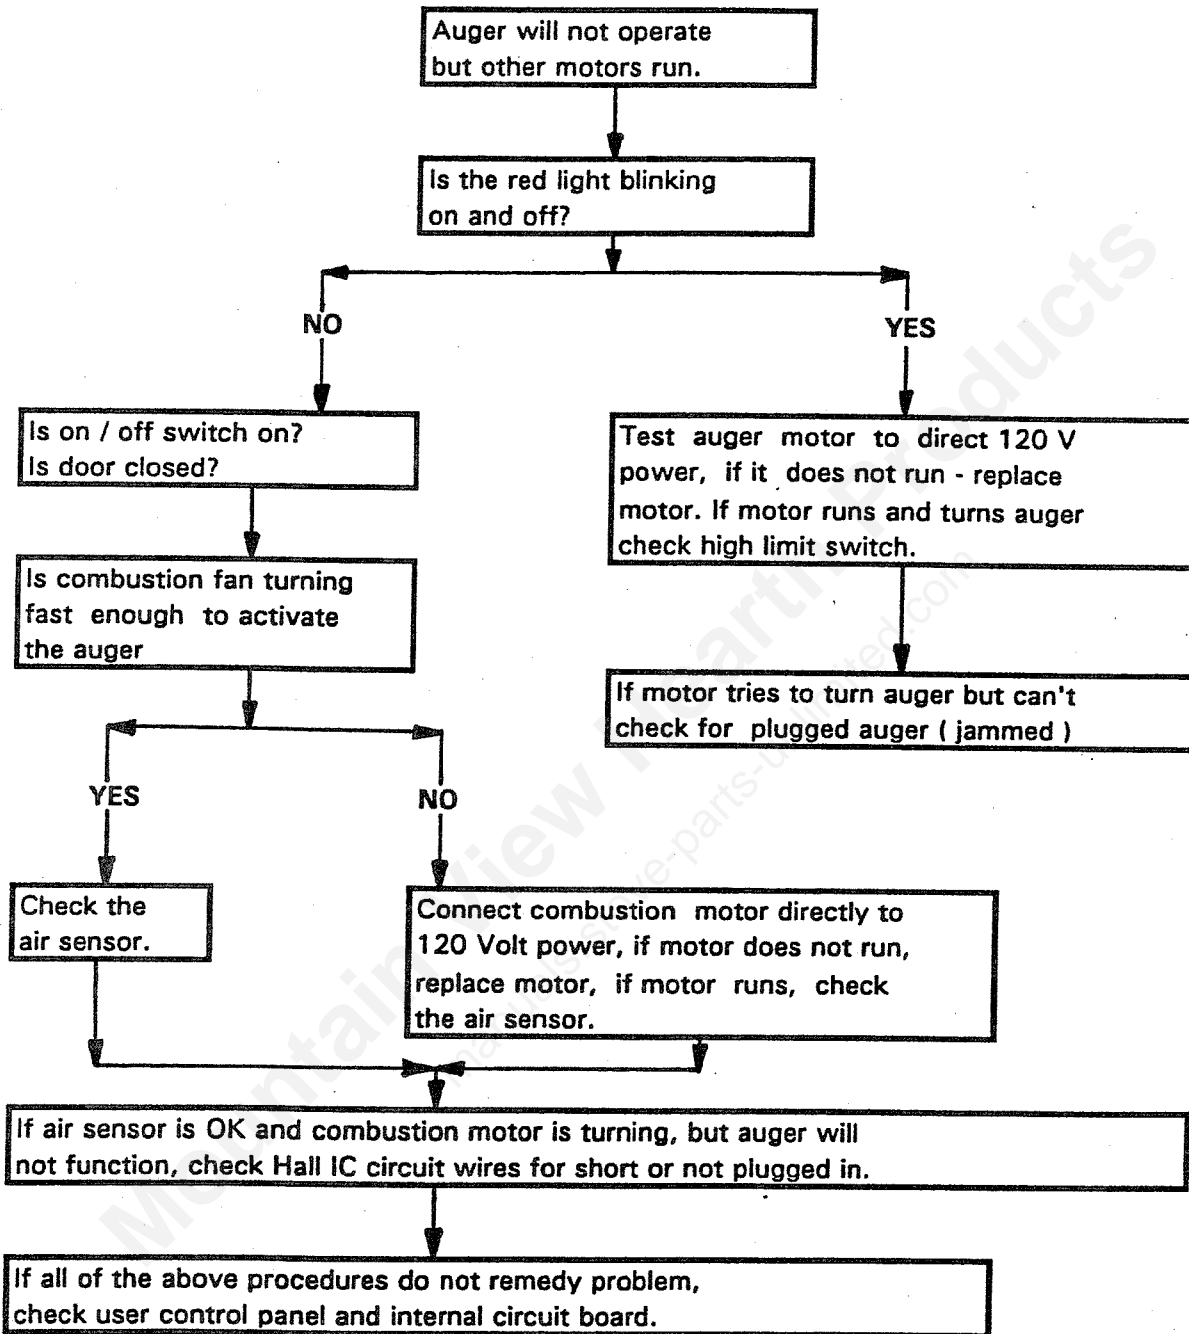 Auger will not operate
but other motors run.
Is the red light blinking
on and off?
NO
YES
Is on / off switch on?
Is door closed?
Test auger motor to direct 120 V
power, if it does not run - replace
motor. If motor runs and turns auger
check high limit switch.
Is combustion fan turning
fast enough to activate
the auger
If motor tries to turn auger but can't
check for plugged auger ( jammed )
YES
NO
Check the
air sensor.
Connect combustion motor directly to
120 Volt power, if motor does not run,
replace motor, if motor runs, check
the air sensor.
If air sensor is OK and combustion motor is turning, but auger will
not function, check Hall IC circuit wires for short or not plugged in.
If all of the above procedures do not remedy problem,
check user control panel and internal circuit board.
Mountain View Hearth Products